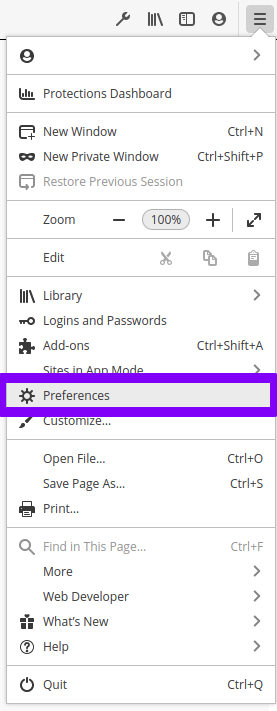 Protections Dashboard
New Window Ctrl+N
New Private Window Ctrl+Shift+P
Restore Previous Session
Zoom 100%
Edit
Library
Logins and Passwords
Add-ons Ctrl+Shift+A
Sites in App Mode
Preferences
Customize...
Open File... Ctrl+O
Save Page As... Ctrl+S
Print...
Find in This Page... Ctrl+F
More
Web Developer
What's New
Help
Quit Ctrl+Q